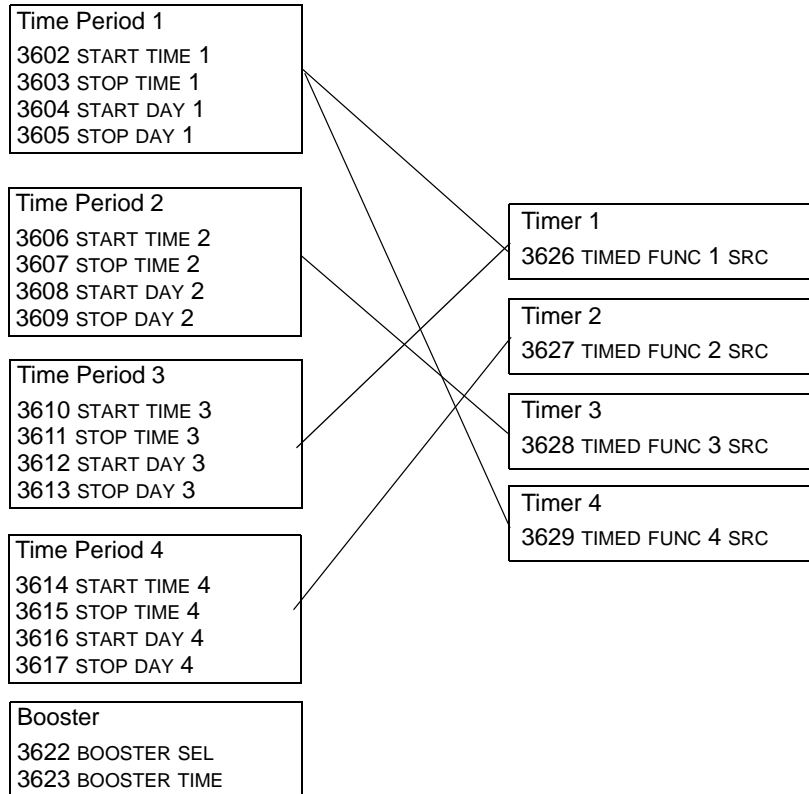 Time Period 1
3602 START TIME 1
3603 STOP TIME 1
3604 START DAY 1
3605 STOP DAY 1
Time Period 2
3606 START TIME 2
3607 STOP TIME 2
3608 START DAY 2
3609 STOP DAY 2
Time Period 3
3610 START TIME 3
3611 STOP TIME 3
3612 START DAY 3
3613 STOP DAY 3
Time Period 4
3614 START TIME 4
3615 STOP TIME 4
3616 START DAY 4
3617 STOP DAY 4
Booster
3622 BOOSTER SEL
3623 BOOSTER TIME
Timer 1
3626 TIMED FUNC 1 SRC
Timer 2
3627 TIMED FUNC 2 SRC
Timer 3
3628 TIMED FUNC 3 SRC
Timer 4
3629 TIMED FUNC 4 SRC